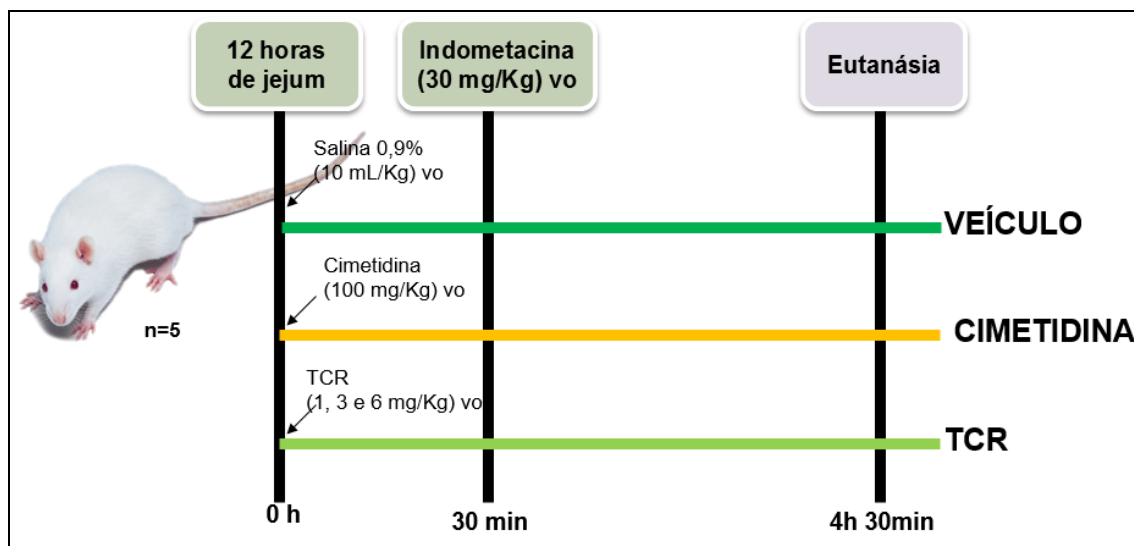 12 horas
de jejum
Indometacina
(30 mg/Kg) vo
Eutanásia
Salina 0,9%
(10 mL/Kg) vo
VEÍCULO
Cimetidina
(100 mg/Kg) vo
n=5
CIMETIDINA
TCR
(1, 3 e 6 mg/Kg) vo
TCR
0 h
30 min
4h 30min